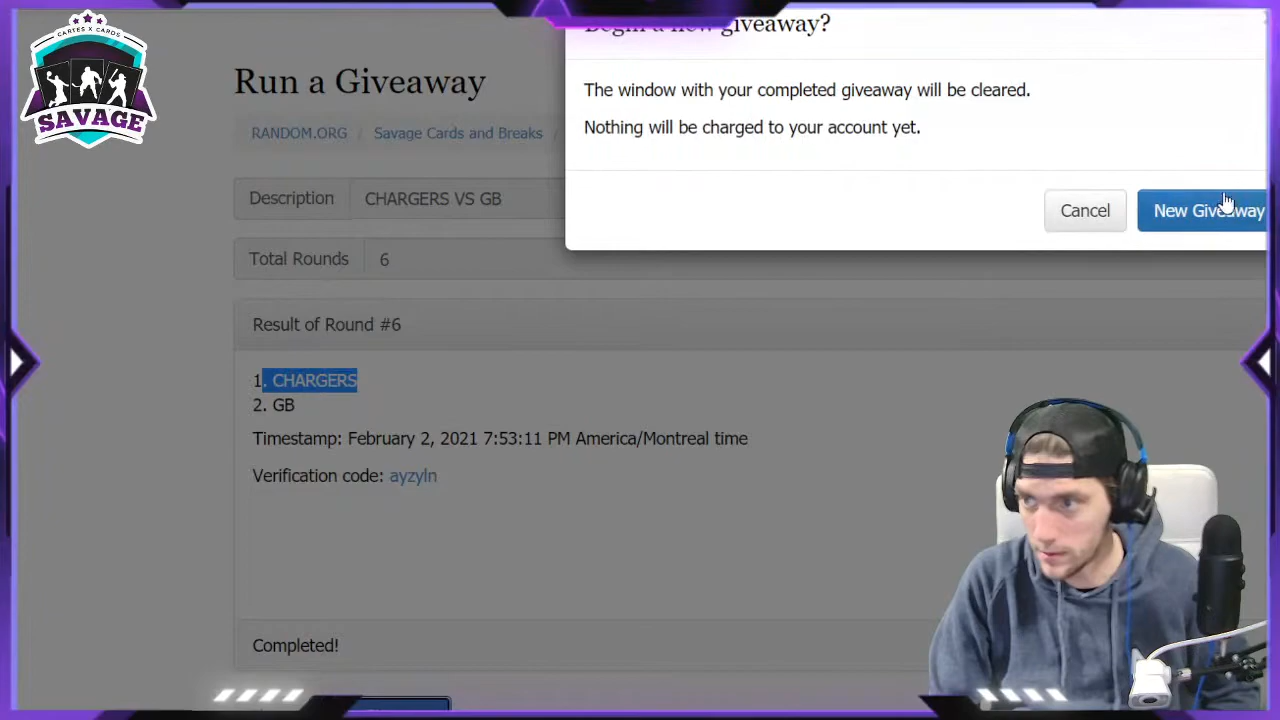 CARTES X CARDS
SAVAGE
Begin a new giveaway?
The window with your completed giveaway will be cleared.
Nothing will be charged to your account yet.
Cancel
New Giveaway
Run a Giveaway
RANDOM.ORG / Savage Cards and Breaks /
Description CHARGERS VS GB
Total Rounds 6
Result of Round #6
1. CHARGERS
2. GB
Timestamp: February 2, 2021 7:53:11 PM America/Montreal time
Verification code: ayzyln
Completed!